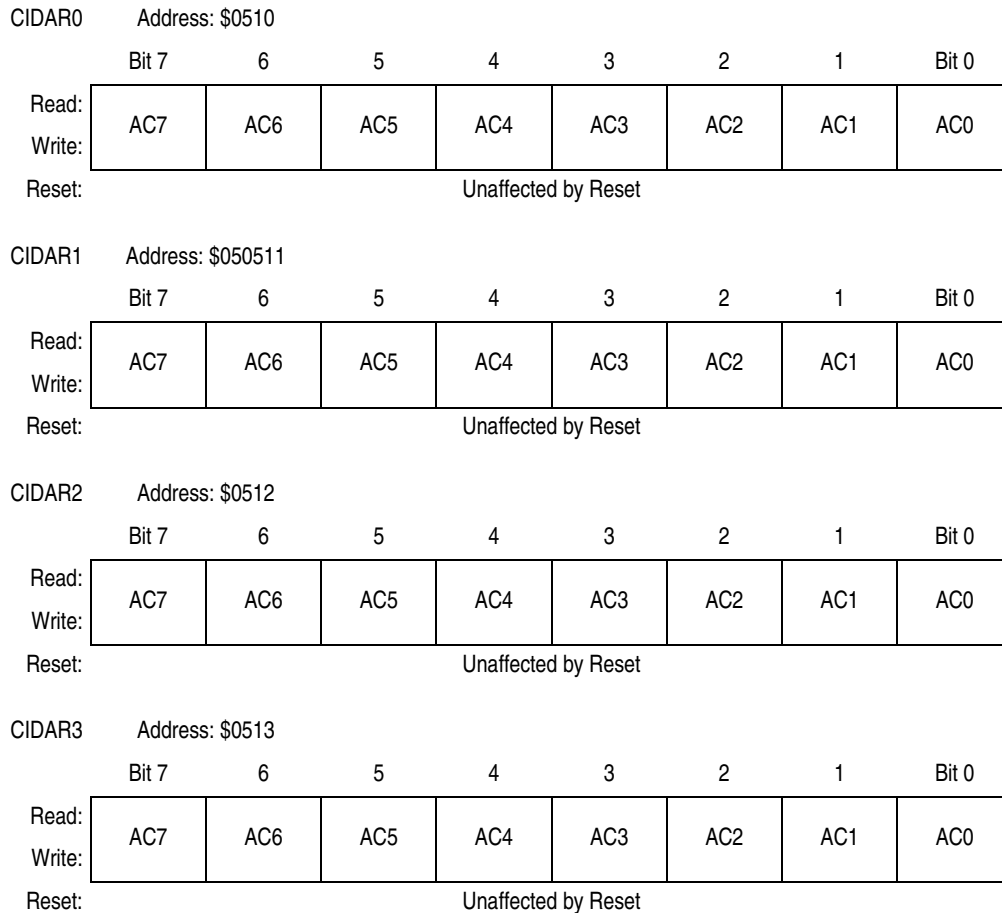 CIDAR0 Address: $0510
Bit 7 6 5 4 3 2 1 Bit 0
Read:
AC7 AC6 AC5 AC4 AC3 AC2 AC1 AC0
Write:
Reset: Unaffected by Reset
CIDAR1 Address: $050511
Bit 7 6 5 4 3 2 1 Bit 0
Read:
AC7 AC6 AC5 AC4 AC3 AC2 AC1 AC0
Write:
Reset: Unaffected by Reset
CIDAR2 Address: $0512
Bit 7 6 5 4 3 2 1 Bit 0
Read:
AC7 AC6 AC5 AC4 AC3 AC2 AC1 AC0
Write:
Reset: Unaffected by Reset
CIDAR3 Address: $0513
Bit 7 6 5 4 3 2 1 Bit 0
Read:
AC7 AC6 AC5 AC4 AC3 AC2 AC1 AC0
Write:
Reset: Unaffected by Reset